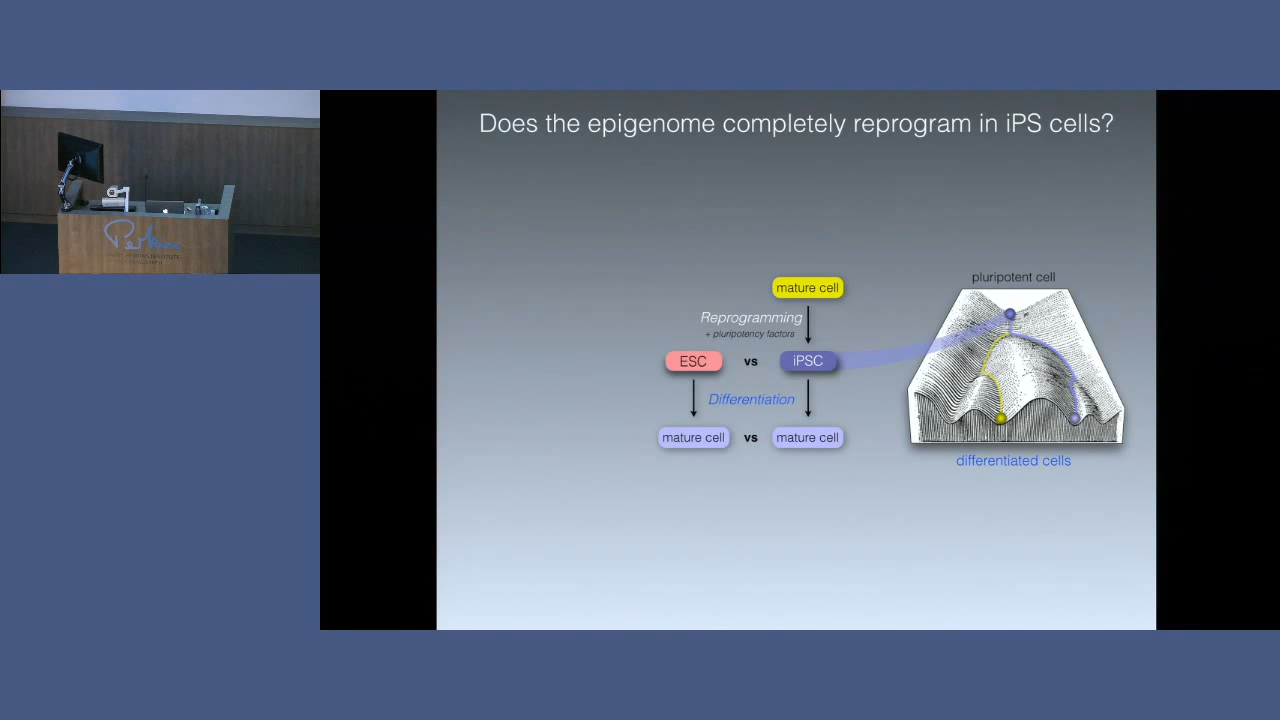 Does the epigenome completely reprogram in iPS cells?
pluripotent cell
mature cell
Reprogramming
+ pluripotency factors
ESC vs iPSC
Differentiation
mature cell vs mature cell
differentiated cells
Perkins